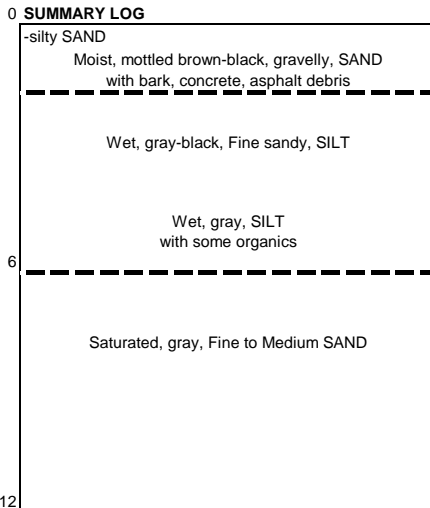 0 SUMMARY LOG
-silty SAND
Moist, mottled brown-black, gravelly, SAND
with bark, concrete, asphalt debris
Wet, gray-black, Fine sandy, SILT
Wet, gray, SILT
with some organics
6
Saturated, gray, Fine to Medium SAND
12